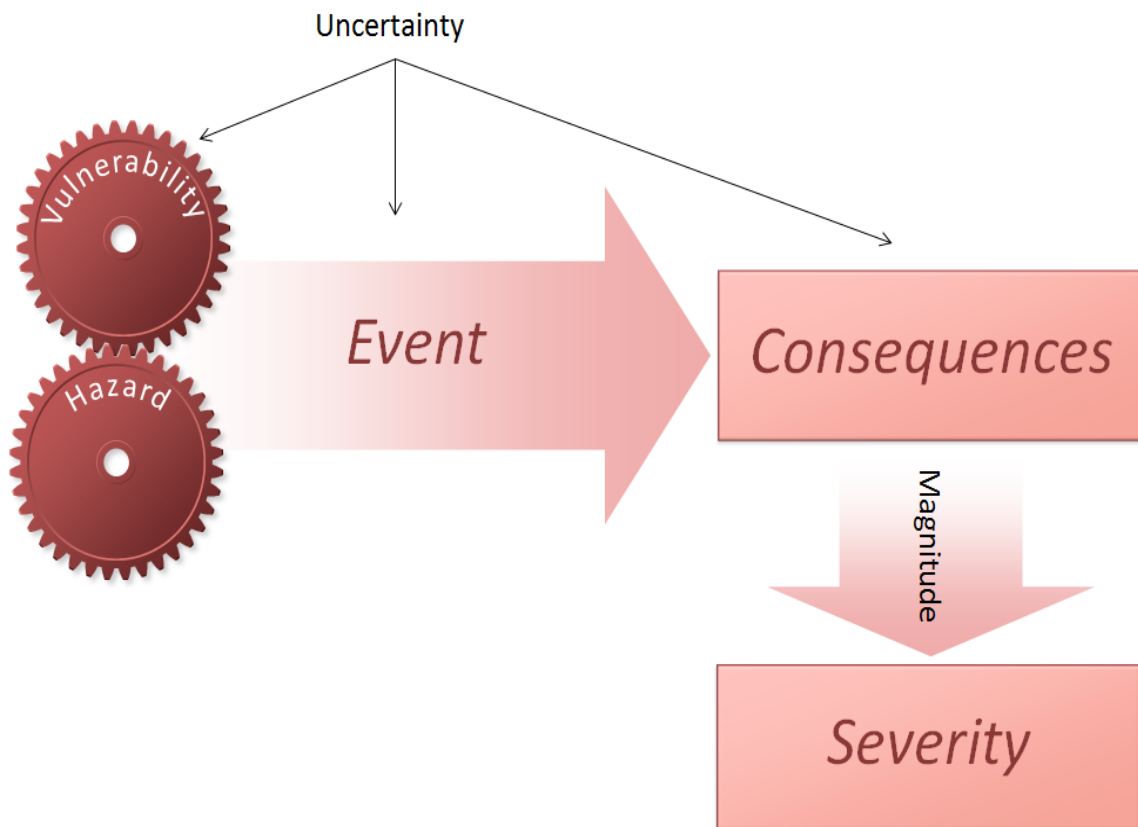 Uncertainty
Vulnerability
Hazard
Event
Consequences
Magnitude
Severity